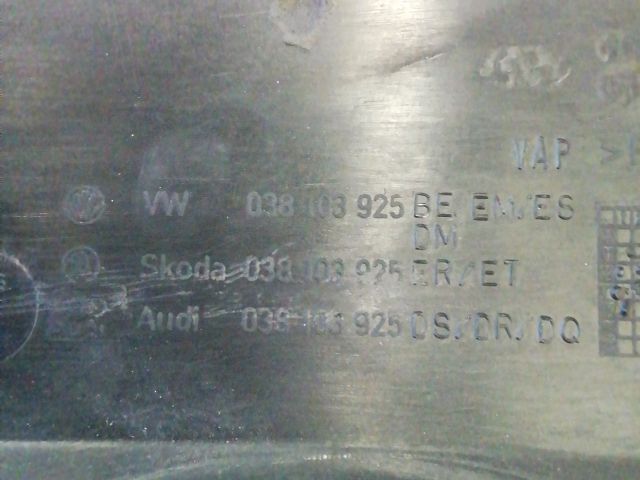 VAP >
VW 038 103 925 BE/EM/ES
DM
Skoda 038 103 925 ER/ET
Audi 038 103 925 DS/DR/DQ